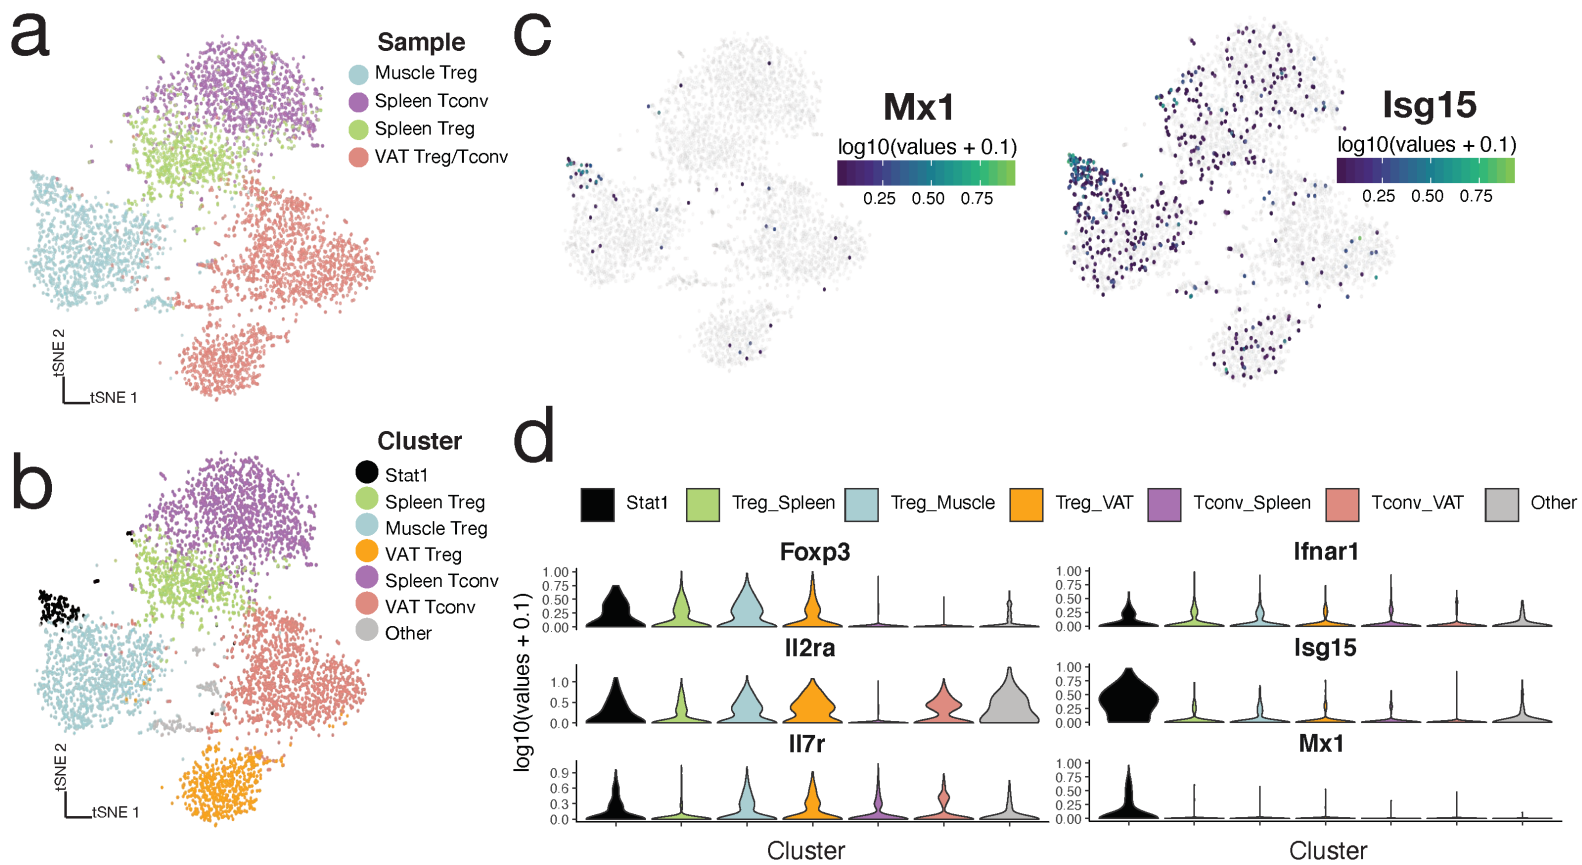 a
Sample
Muscle Treg
Spleen Tconv
Spleen Treg
VAT Treg/Tconv
tSNE 2
tSNE 1
b
Cluster
Stat1
Spleen Treg
Muscle Treg
VAT Treg
Spleen Tconv
VAT Tconv
Other
tSNE 2
tSNE 1
c
Mx1
log10(values + 0.1)
0.25 0.50 0.75
Isg15
log10(values + 0.1)
0.25 0.50 0.75
d
Stat1 Treg_Spleen Treg_Muscle Treg_VAT Tconv_Spleen Tconv_VAT Other
log10(values + 0.1)
Foxp3
1.00
0.75
0.50
0.25
0.00
Il2ra
1.0
0.5
0.0
Il7r
0.9
0.6
0.3
0.0
Cluster
Ifnar1
1.00
0.75
0.50
0.25
0.00
Isg15
1.00
0.75
0.50
0.25
0.00
Mx1
1.00
0.75
0.50
0.25
0.00
Cluster